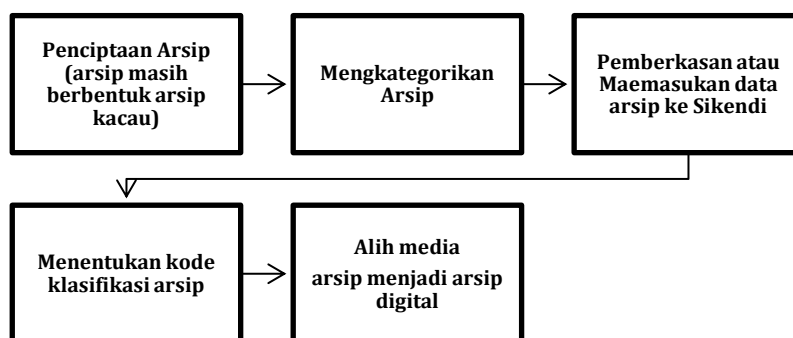 Penciptaan Arsip
(arsip masih
berbentuk arsip
kacau)
Mengkategorikan
Arsip
Pemberkasan atau
Maemasukan data
arsip ke Sikendi
Menentukan kode
klasifikasi arsip
Alih media
arsip menjadi arsip
digital